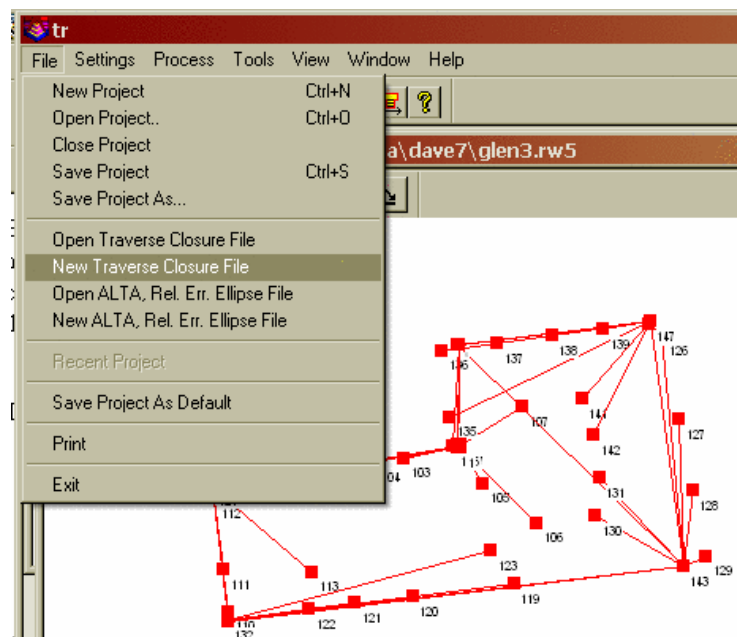 tr
File Settings Process Tools View Window Help
New Project Ctrl+N
Open Project.. Ctrl+O
Close Project
Save Project Ctrl+S
Save Project As...
Open Traverse Closure File
New Traverse Closure File
Open ALTA, Rel. Err. Ellipse File
New ALTA, Rel. Err. Ellipse File
Recent Project
Save Project As Default
Print
Exit
a\dave7\glen3.rw5
147
126
139
138
137
136
141
107
127
142
135
103
104
105
131
128
112
106
130
123
129
111
113
143
119
120
121
122
110
132